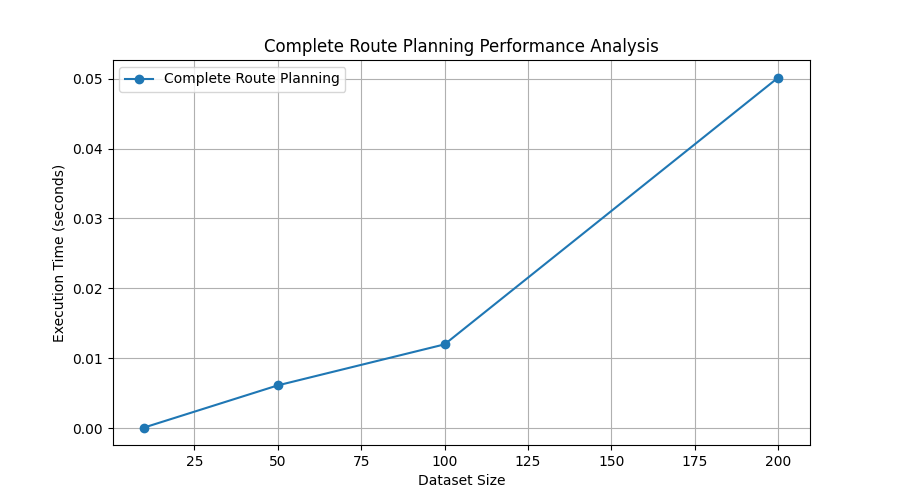 Complete Route Planning Performance Analysis
Complete Route Planning
Execution Time (seconds)
0.05
0.04
0.03
0.02
0.01
0.00
25 50 75 100 125 150 175 200
Dataset Size